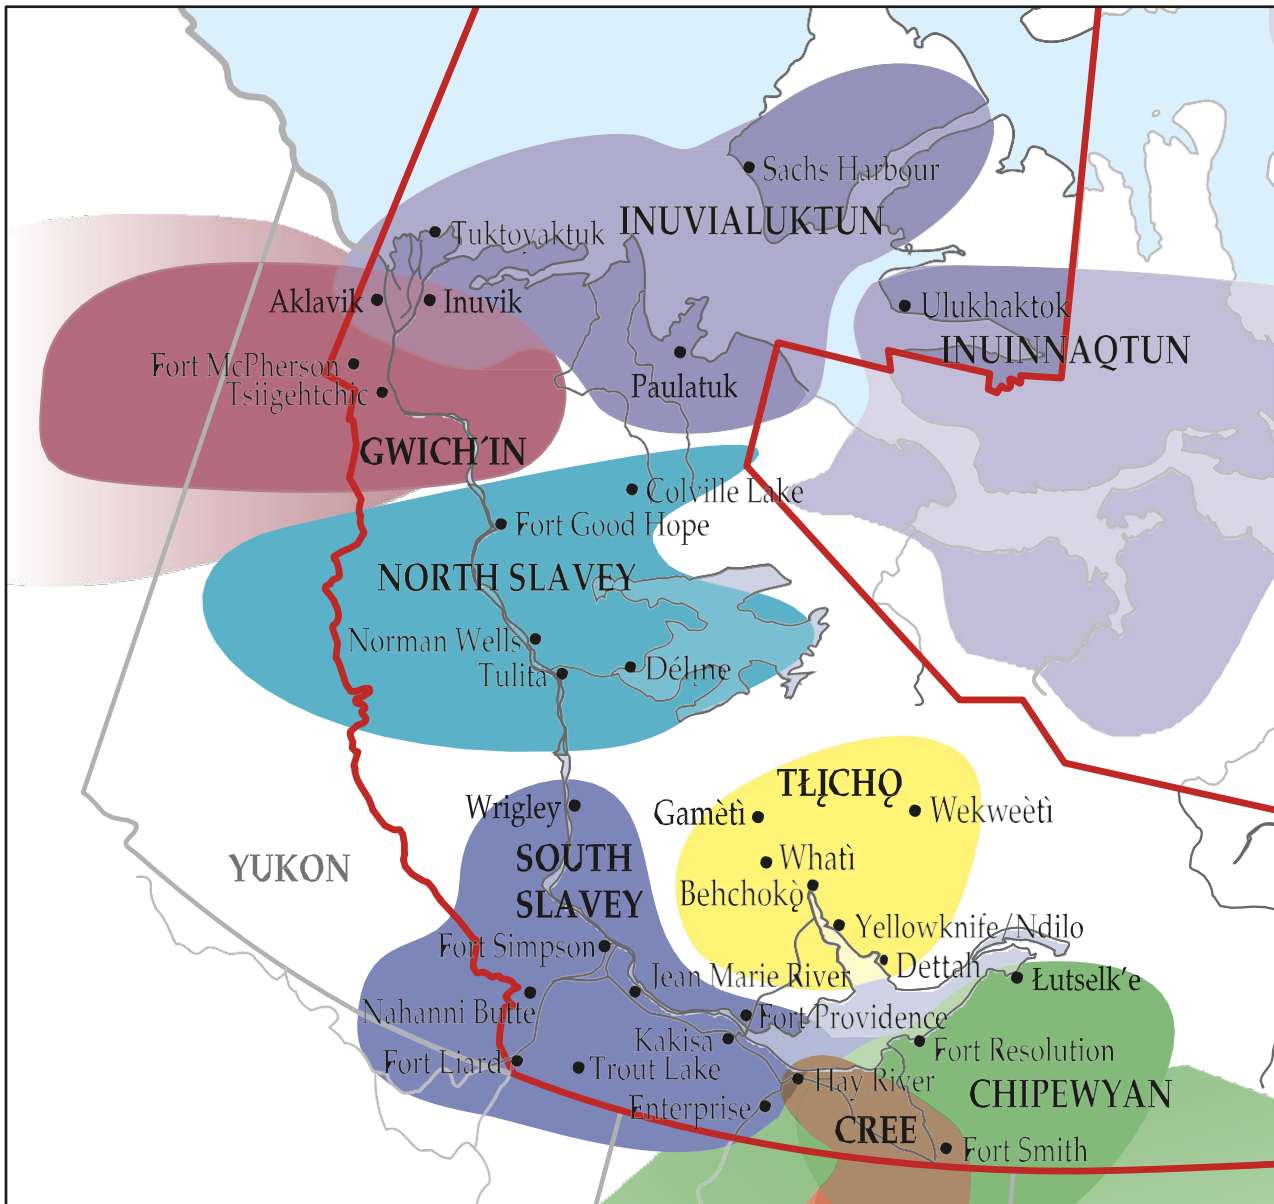 Sachs Harbour
INUVIALUKTUN
Tuktoyaktuk
Aklavik
Inuvik
Ulukhaktok
INUINNAQTUN
Fort McPherson
Tsiigehtchic
Paulatuk
GWICH´IN
Colville Lake
Fort Good Hope
NORTH SLAVEY
Norman Wells
Tulita
Délıne
TŁĮCHǪ
Wrigley
Gamètì
Wekweètì
YUKON
SOUTH
SLAVEY
Whatì
Behchokǫ̀
Yellowknife/Ndilo
Fort Simpson
Dettah
Jean Marie River
Łutselk´e
Nahanni Butte
Fort Providence
Kakisa
Fort Resolution
Fort Liard
Trout Lake
Hay River
CHIPEWYAN
Enterprise
CREE
Fort Smith